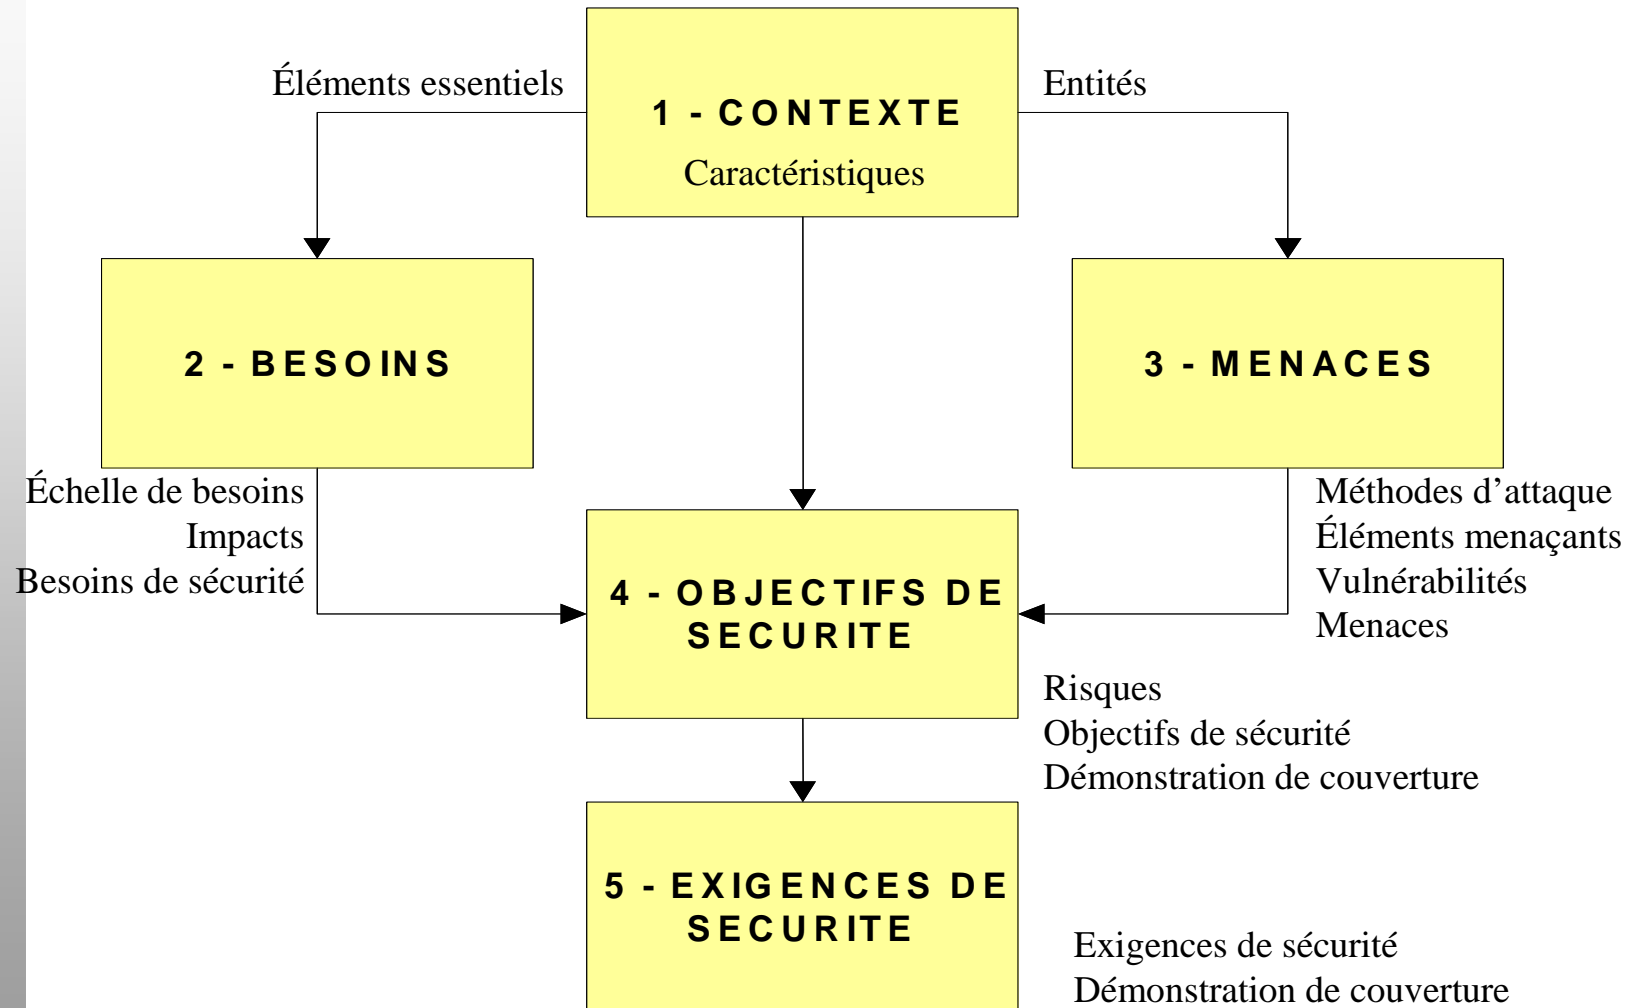 Éléments essentiels
Entités
1 - CONTEXTE
Caractéristiques
2 - BESOINS
3 - MENACES
Échelle de besoins
Impacts
Besoins de sécurité
Méthodes d’attaque
Éléments menaçants
Vulnérabilités
Menaces
4 - OBJECTIFS DE
SECURITE
Risques
Objectifs de sécurité
Démonstration de couverture
5 - EXIGENCES DE
SECURITE
Exigences de sécurité
Démonstration de couverture